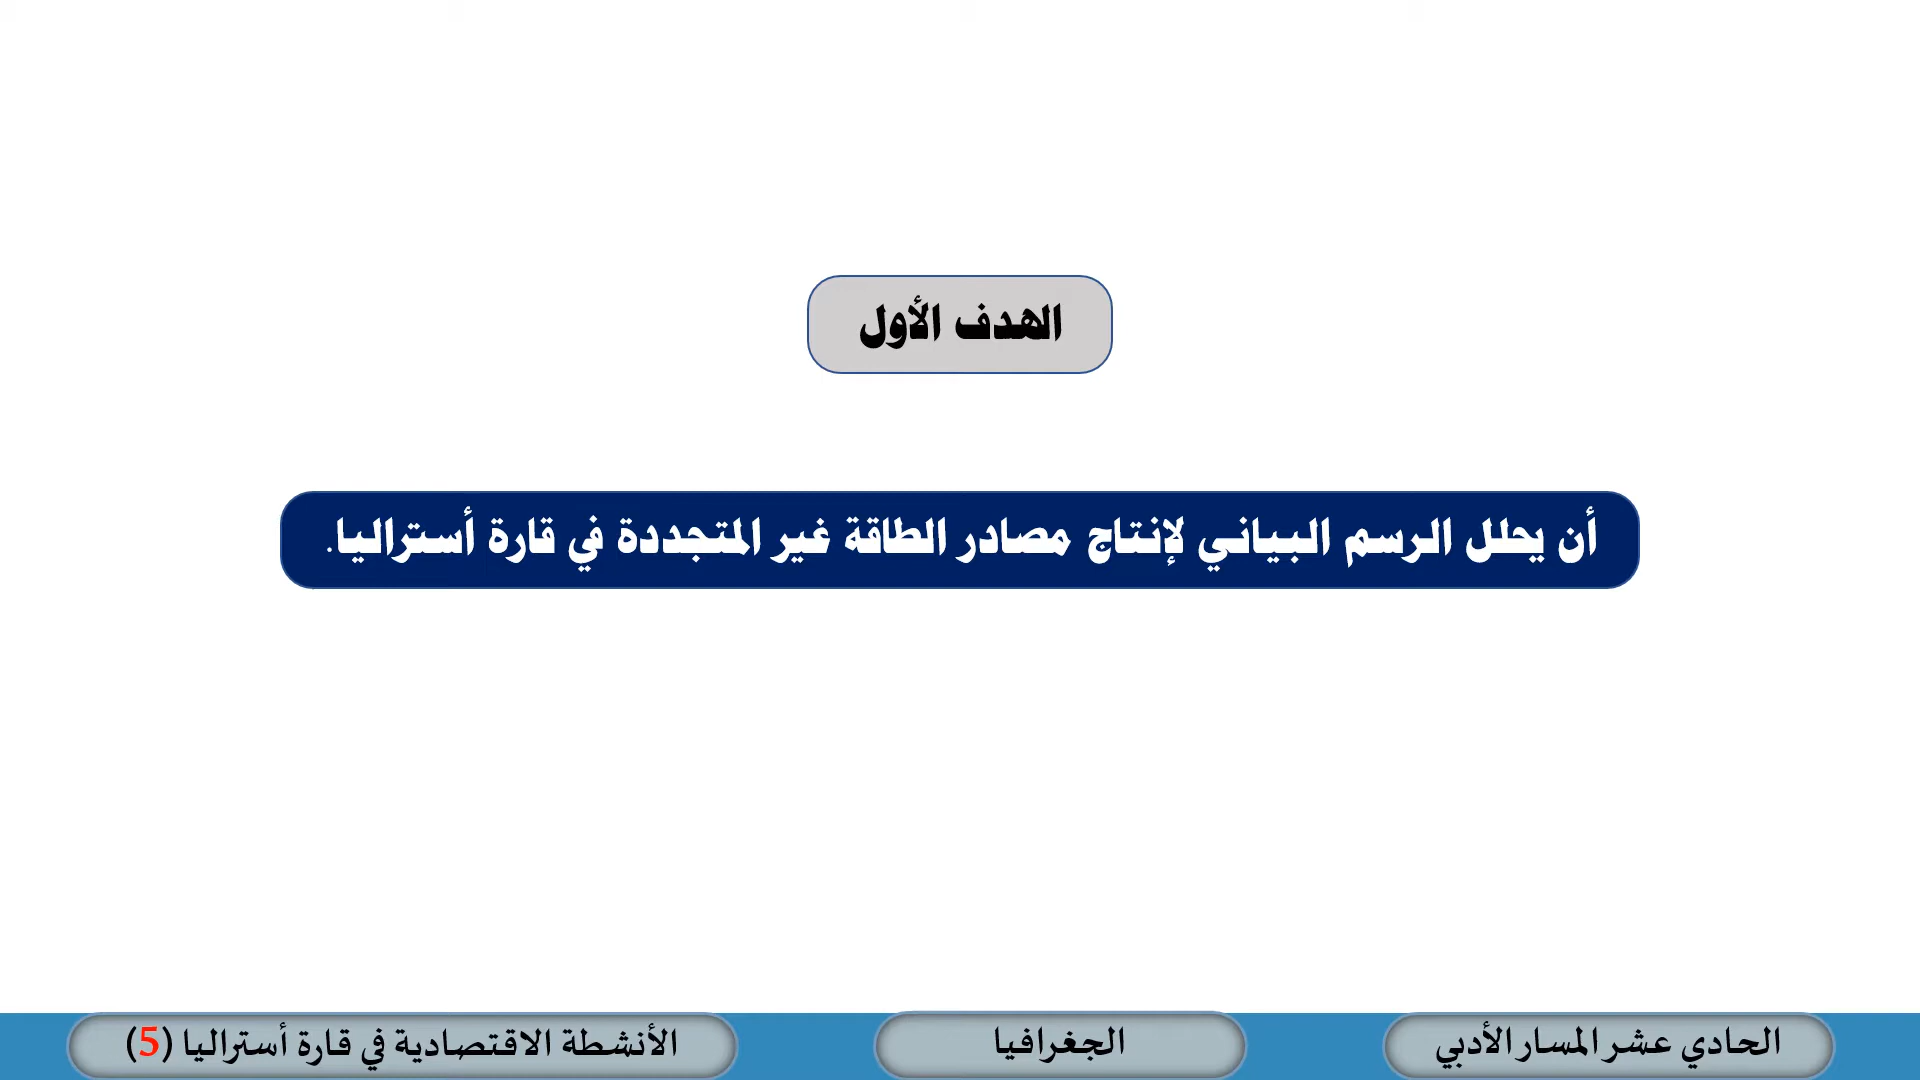 الهدف الأول
أن يحلل الرسم البياني لإنتاج مصادر الطاقة غير المتجددة في قارة أستراليا.
الحادي عشر المسار الأدبي
الجغرافيا
الأنشطة الاقتصادية في قارة أستراليا (5)